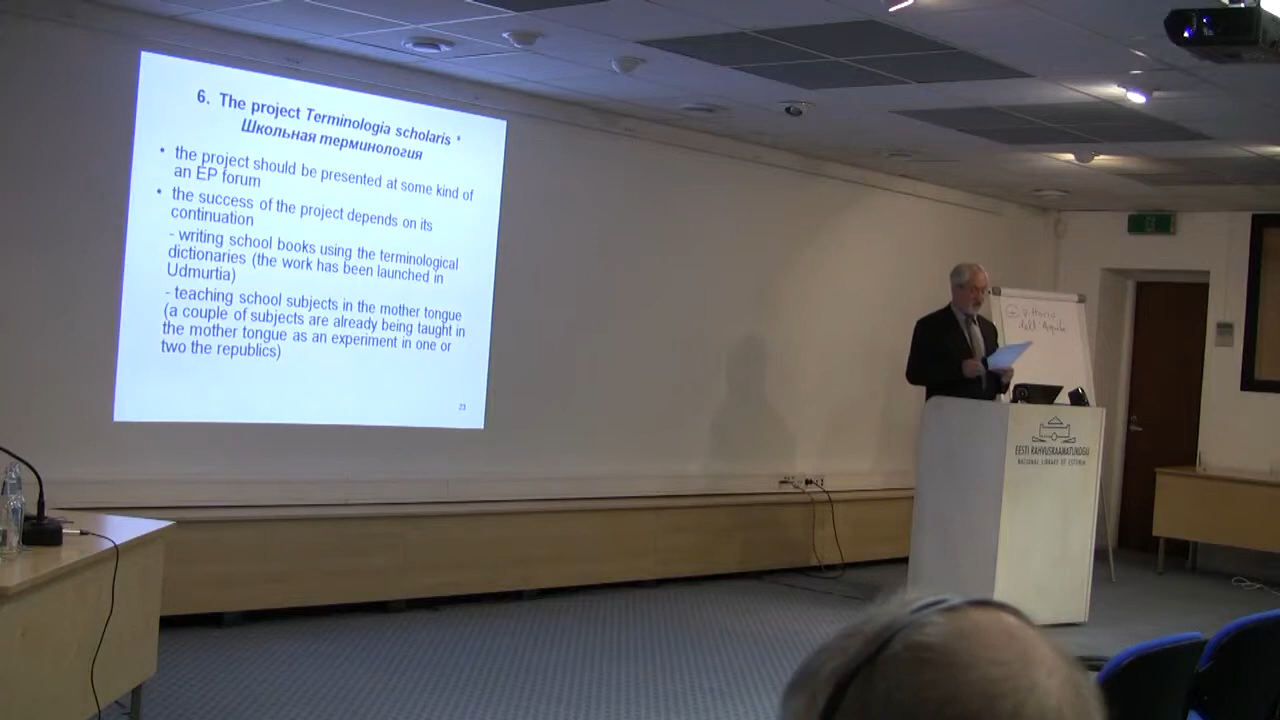 6. The project Terminologia scholaris *
Школьная терминология
• the project should be presented at some kind of
an EP forum
• the success of the project depends on its
continuation
- writing school books using the terminological
dictionaries (the work has been launched in
Udmurtia)
- teaching school subjects in the mother tongue
(a couple of subjects are already being taught in
the mother tongue as an experiment in one or
two the republics)
23
dell'Aquila
EESTI RAHVUSRAAMATUKOGU
NATIONAL LIBRARY OF ESTONIA